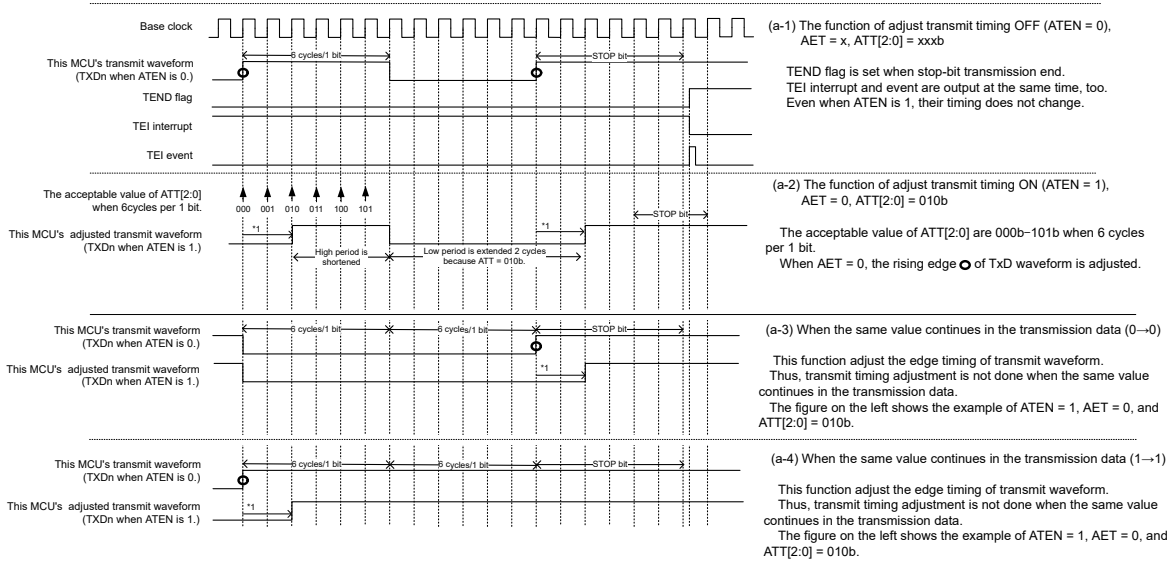 Base clock
(a-1) The function of adjust transmit timing OFF (ATEN = 0),
AET = x, ATT[2:0] = xxxb
6 cycles/1 bit
STOP bit
This MCU's transmit waveform
(TXDn when ATEN is 0.)
TEND flag is set when stop-bit transmission end.
TEI interrupt and event are output at the same time, too.
Even when ATEN is 1, their timing does not change.
TEND flag
TEI interrupt
TEI event
The acceptable value of ATT[2:0]
when 6cycles per 1 bit.
000 001 010 011 100 101
(a-2) The function of adjust transmit timing ON (ATEN = 1),
AET = 0, ATT[2:0] = 010b
STOP bit
This MCU's adjusted transmit waveform
(TXDn when ATEN is 1.)
*1
*1
High period is
shortened
Low period is extended 2 cycles
because ATT = 010b.
The acceptable value of ATT[2:0] are 000b−101b when 6 cycles
per 1 bit.
When AET = 0, the rising edge of TxD waveform is adjusted.
This MCU's transmit waveform
(TXDn when ATEN is 0.)
6 cycles/1 bit
6 cycles/1 bit
STOP bit
(a-3) When the same value continues in the transmission data (0→0)
This MCU's adjusted transmit waveform
(TXDn when ATEN is 1.)
*1
This function adjust the edge timing of transmit waveform.
Thus, transmit timing adjustment is not done when the same value
continues in the transmission data.
The figure on the left shows the example of ATEN = 1, AET = 0, and
ATT[2:0] = 010b.
This MCU's transmit waveform
(TXDn when ATEN is 0.)
6 cycles/1 bit
6 cycles/1 bit
STOP bit
(a-4) When the same value continues in the transmission data (1→1)
This MCU's adjusted transmit waveform
(TXDn when ATEN is 1.)
*1
This function adjust the edge timing of transmit waveform.
Thus, transmit timing adjustment is not done when the same value
continues in the transmission data.
The figure on the left shows the example of ATEN = 1, AET = 0, and
ATT[2:0] = 010b.